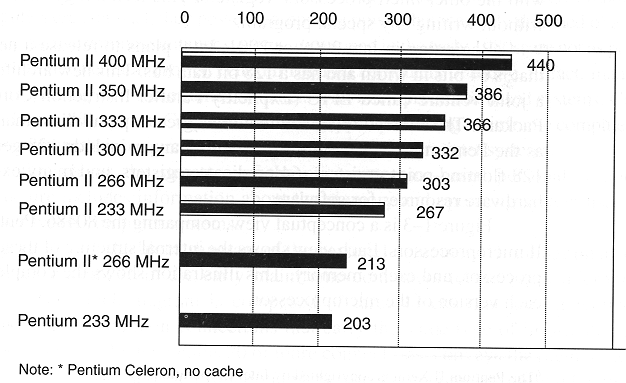 0 100 200 300 400 500
Pentium II 400 MHz 440
Pentium II 350 MHz 386
Pentium II 333 MHz 366
Pentium II 300 MHz 332
Pentium II 266 MHz 303
Pentium II 233 MHz 267
Pentium II* 266 MHz 213
Pentium 233 MHz 203
Note: * Pentium Celeron, no cache